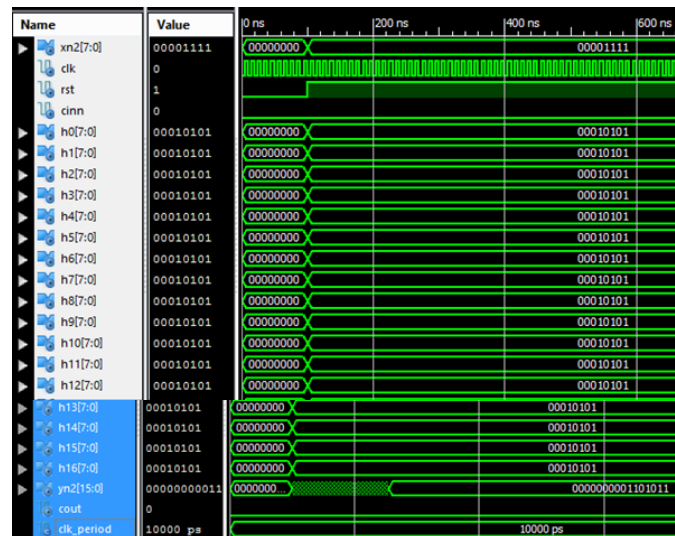 Name Value 0 ns 200 ns 400 ns 600 ns
xn2[7:0] 00001111 00000000 00001111
clk 0
rst 1
cinn 0
h0[7:0] 00010101 00000000 00010101
h1[7:0] 00010101 00000000 00010101
h2[7:0] 00010101 00000000 00010101
h3[7:0] 00010101 00000000 00010101
h4[7:0] 00010101 00000000 00010101
h5[7:0] 00010101 00000000 00010101
h6[7:0] 00010101 00000000 00010101
h7[7:0] 00010101 00000000 00010101
h8[7:0] 00010101 00000000 00010101
h9[7:0] 00010101 00000000 00010101
h10[7:0] 00010101 00000000 00010101
h11[7:0] 00010101 00000000 00010101
h12[7:0] 00010101 00000000 00010101
h13[7:0] 00010101 00000000 00010101
h14[7:0] 00010101 00000000 00010101
h15[7:0] 00010101 00000000 00010101
h16[7:0] 00010101 00000000 00010101
yn2[15:0] 00000000011 0000000... 0000000001101011
cout 0
clk_period 10000 ps 10000 ps